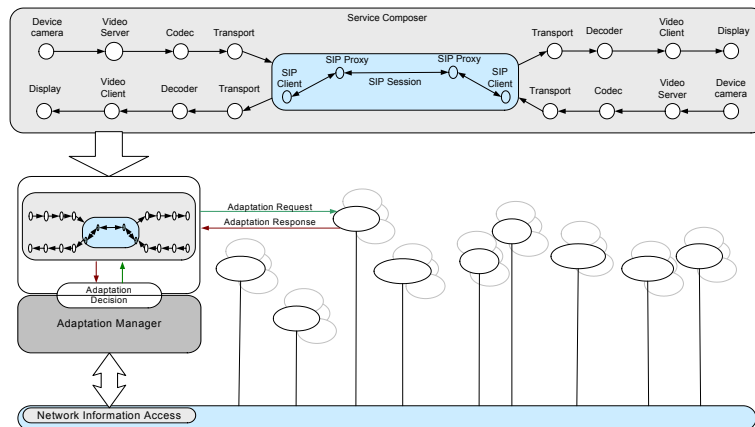 Service Composer
Device
camera
Video
Server
Codec
Transport
SIP
Client
SIP Proxy
SIP Session
SIP Proxy
SIP
Client
Transport
Decoder
Video
Client
Display
Display
Video
Client
Decoder
Transport
Transport
Codec
Video
Server
Device
camera
Adaptation Request
Adaptation Response
Adaptation
Decision
Adaptation Manager
Network Information Access